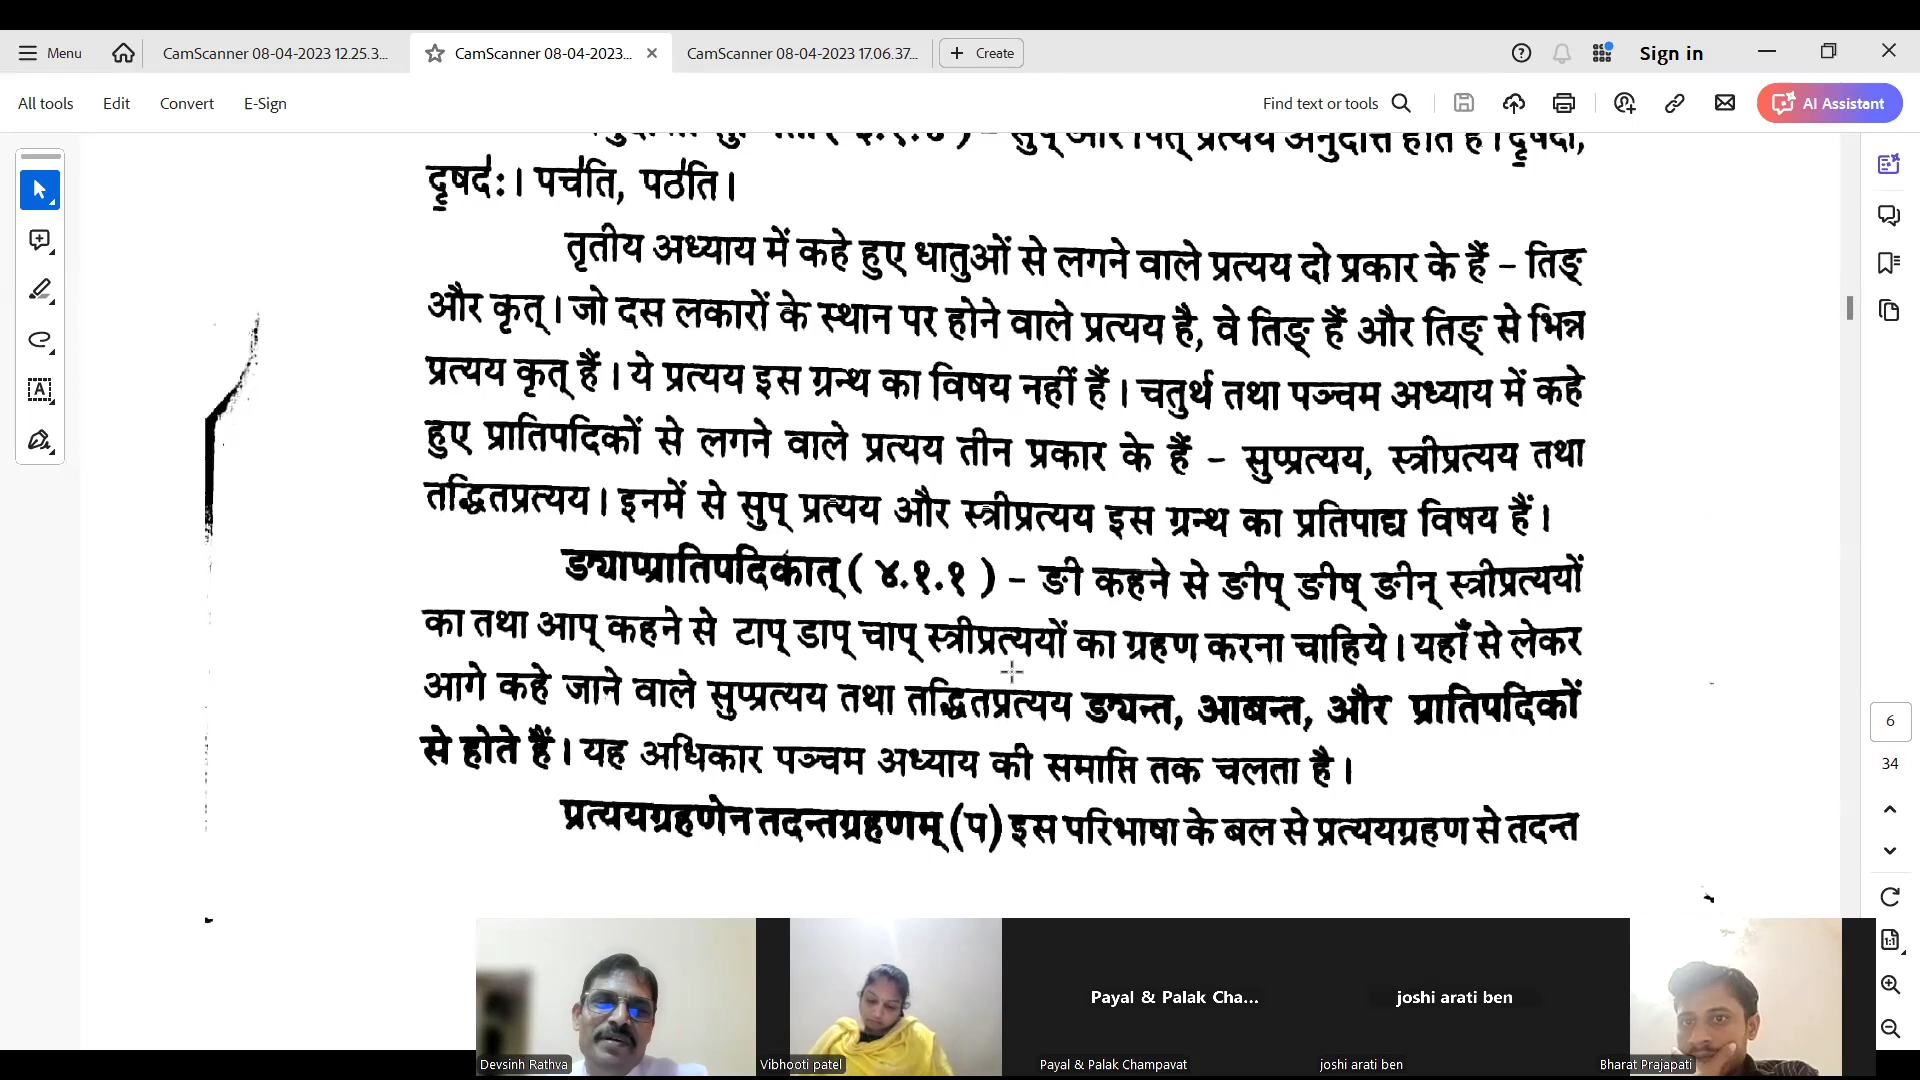 Menu
CamScanner 08-04-2023 12.25.3...
CamScanner 08-04-2023...
CamScanner 08-04-2023 17.06.37...
Create
Sign in
All tools
Edit
Convert
E-Sign
Find text or tools
AI Assistant
सुप् और पित् प्रत्यय अनुदात्त होते हैं। दृ॒षदौ॑,
दृ॒षदः॑। पच॑ति, पठ॑ति।
तृतीय अध्याय में कहे हुए धातुओं से लगने वाले प्रत्यय दो प्रकार के हैं – तिङ्
और कृत्। जो दस लकारों के स्थान पर होने वाले प्रत्यय है, वे तिङ् हैं और तिङ् से भिन्न
प्रत्यय कृत् हैं। ये प्रत्यय इस ग्रन्थ का विषय नहीं हैं। चतुर्थ तथा पञ्चम अध्याय में कहे
हुए प्रातिपदिकों से लगने वाले प्रत्यय तीन प्रकार के हैं – सुप्प्रत्यय, स्त्रीप्रत्यय तथा
तद्धितप्रत्यय। इनमें से सुप् प्रत्यय और स्त्रीप्रत्यय इस ग्रन्थ का प्रतिपाद्य विषय हैं।
ङ्याप्प्रातिपदिकात् ( ४.१.१ ) – ङी कहने से ङीप् ङीष् ङीन् स्त्रीप्रत्ययों
का तथा आप् कहने से टाप् डाप् चाप् स्त्रीप्रत्ययों का ग्रहण करना चाहिये। यहाँ से लेकर
आगे कहे जाने वाले सुप्प्रत्यय तथा तद्धितप्रत्यय ङ्यन्त, आबन्त, और प्रातिपदिकों
से होते हैं। यह अधिकार पञ्चम अध्याय की समाप्ति तक चलता है।
प्रत्ययग्रहणेन तदन्तग्रहणम् (प) इस परिभाषा के बल से प्रत्ययग्रहण से तदन्त
6
34
Payal & Palak Cha...
joshi arati ben
Devsinh Rathva
Vibhooti patel
Payal & Palak Champavat
joshi arati ben
Bharat Prajapati